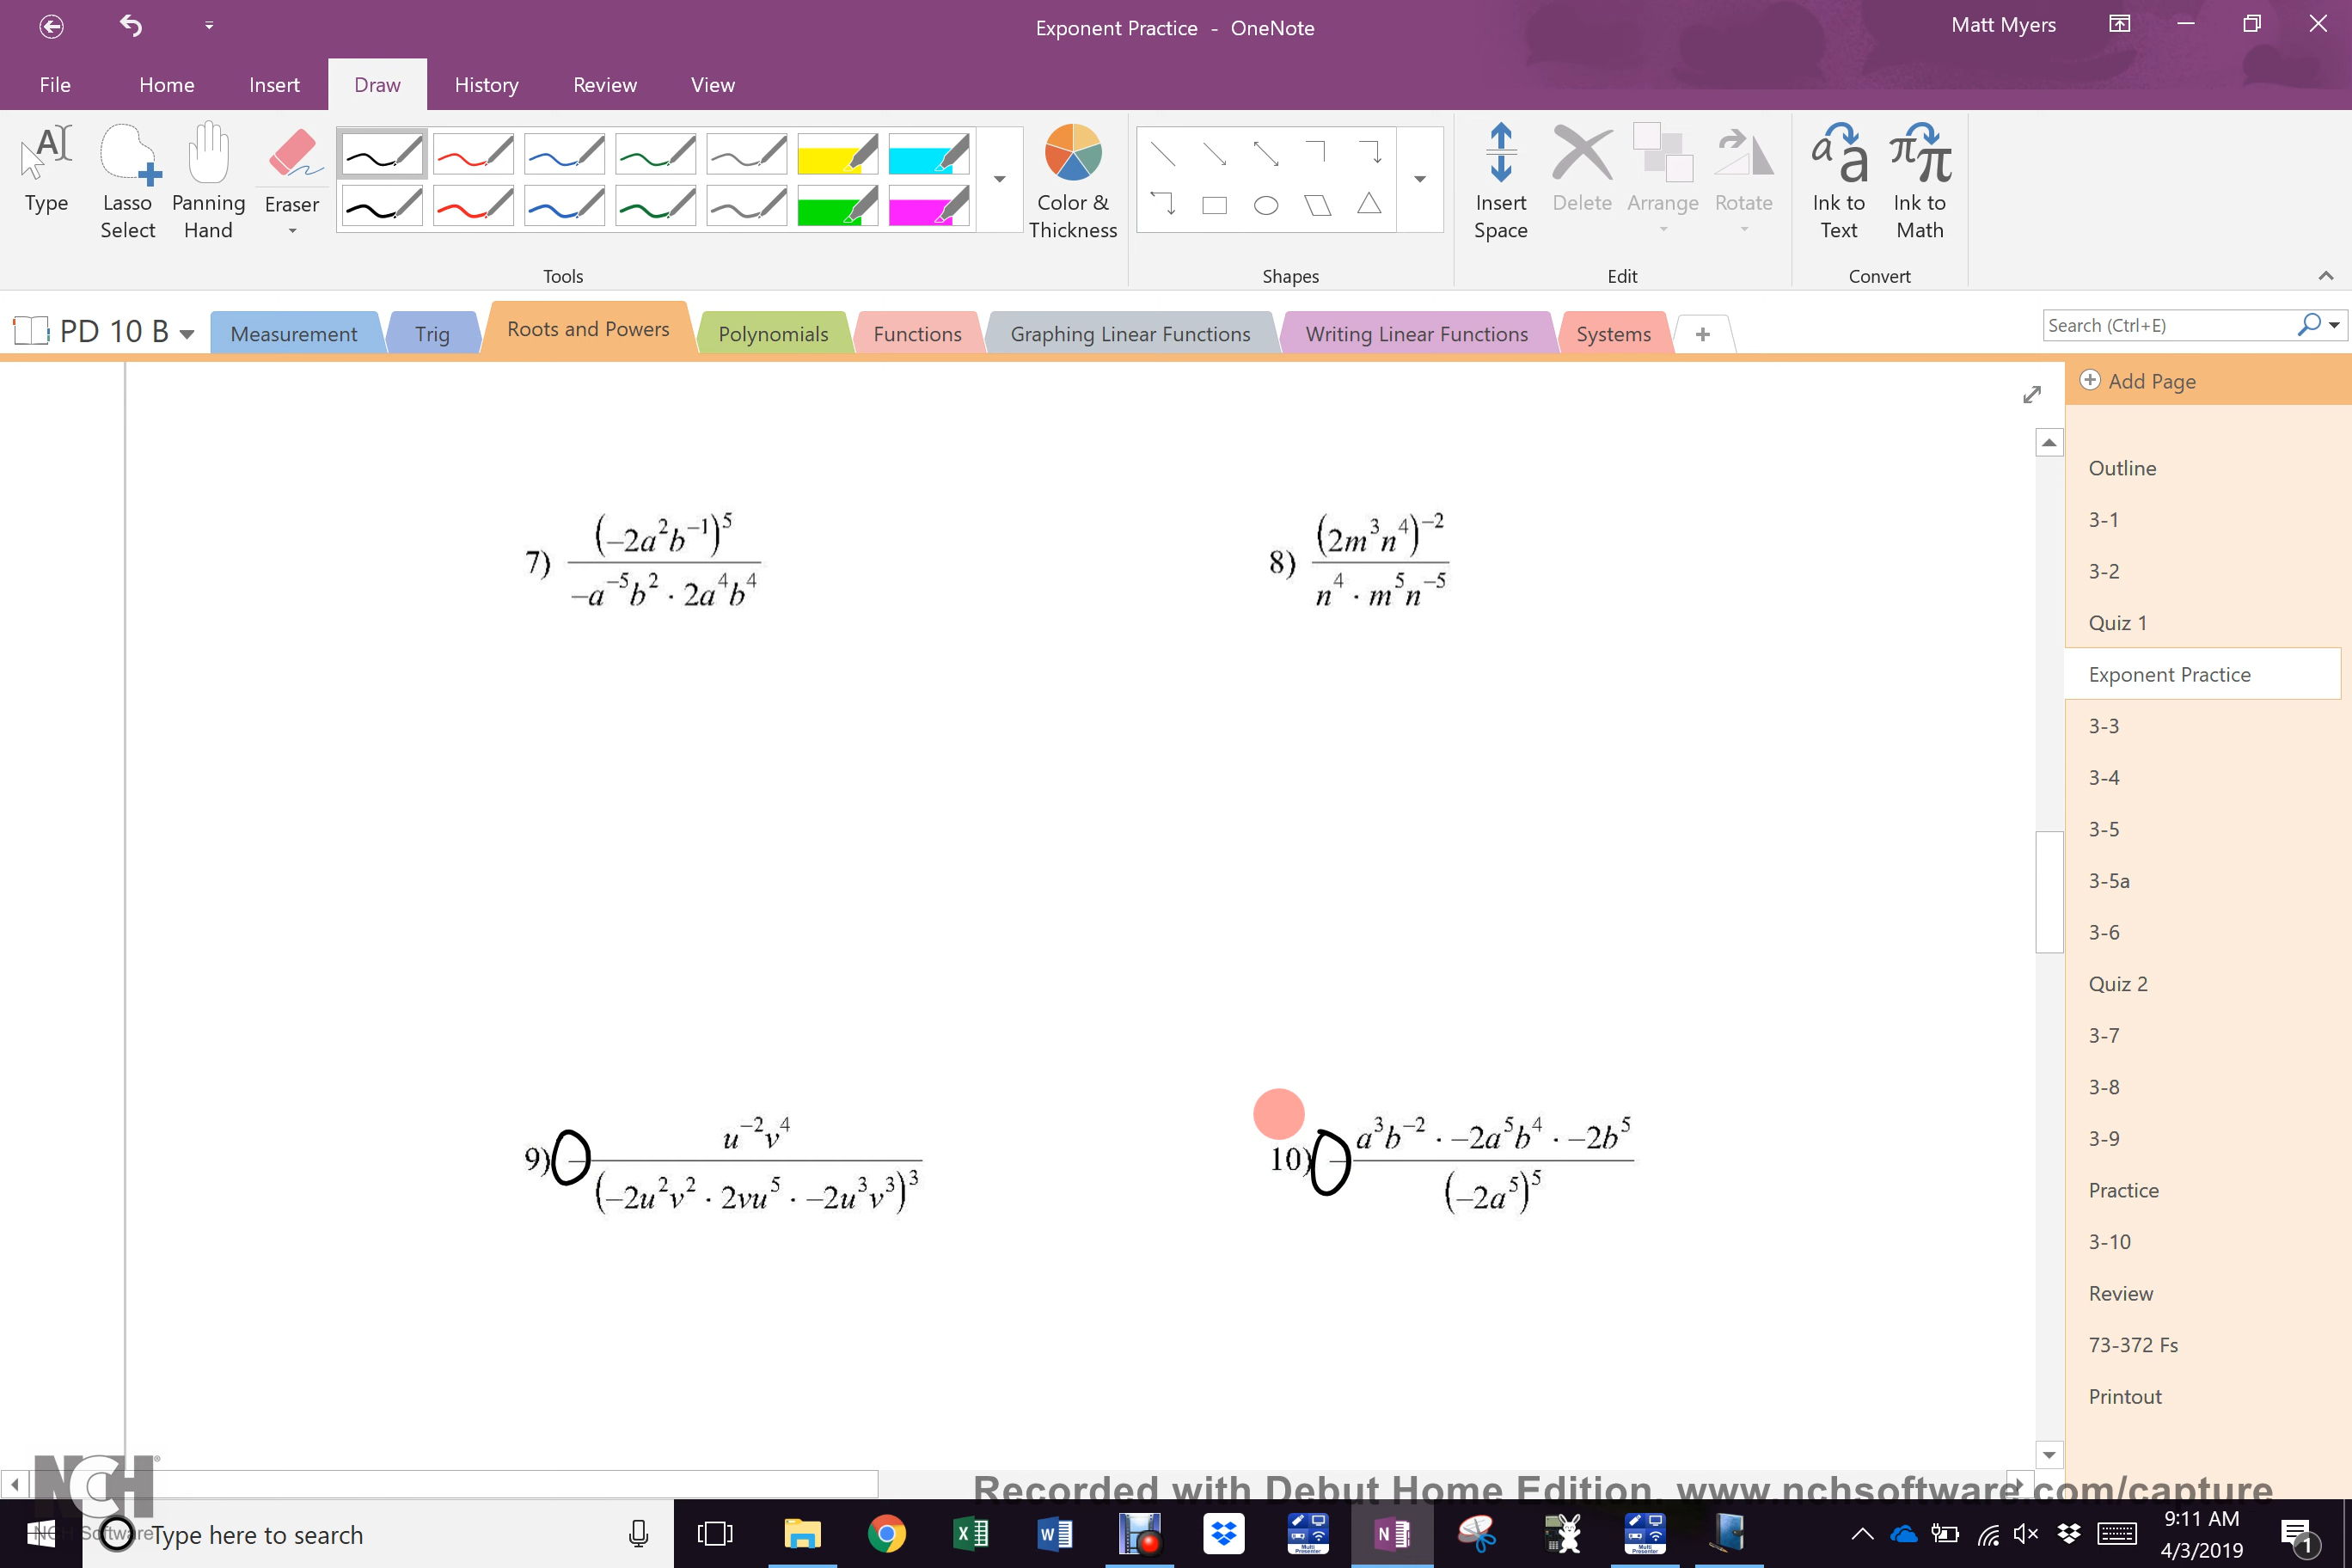 Exponent Practice - OneNote
Matt Myers
File Home Insert Draw History Review View
Type
Lasso Select
Panning Hand
Eraser
Color & Thickness
Insert Space
Delete
Arrange
Rotate
Ink to Text
Ink to Math
Tools
Shapes
Edit
Convert
PD 10 B
Measurement
Trig
Roots and Powers
Polynomials
Functions
Graphing Linear Functions
Writing Linear Functions
Systems
+
Search (Ctrl+E)
Add Page
Outline
3-1
3-2
Quiz 1
Exponent Practice
3-3
3-4
3-5
3-5a
3-6
Quiz 2
3-7
3-8
3-9
Practice
3-10
Review
73-372 Fs
Printout
7) (–2a²b⁻¹)⁵
–a⁻⁵b² · 2a⁴b⁴
8) (2m³n⁴)⁻²
n⁴ · m⁵n⁻⁵
9) – u⁻²v⁴
(–2u²v² · 2vu⁵ · –2u³v³)³
10) – a³b⁻² · –2a⁵b⁴ · –2b⁵
(–2a⁵)⁵
NCH®
NCH Software
Recorded with Debut Home Edition. www.nchsoftware.com/capture
Type here to search
9:11 AM
4/3/2019
1